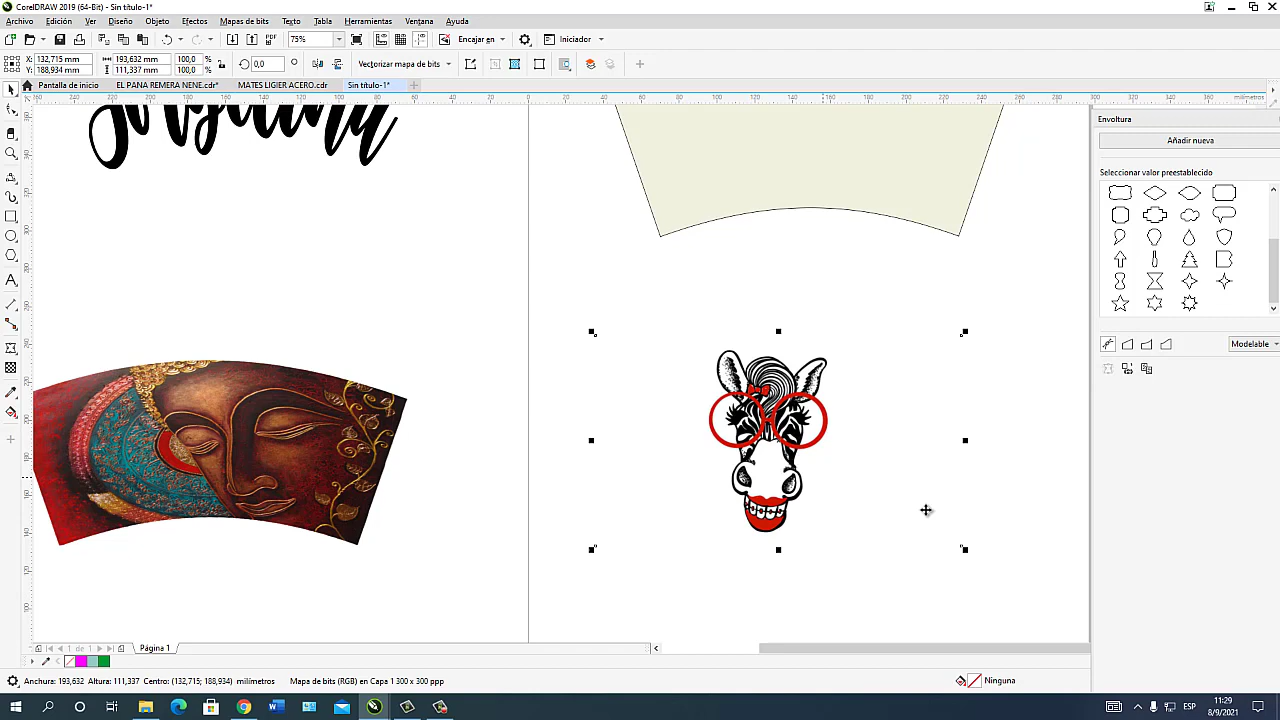 CorelDRAW 2019 (64-Bit) - Sin título-1*
Archivo Edición Ver Diseño Objeto Efectos Mapas de bits Texto Tabla Herramientas Ventana Ayuda
75% PDF Encajar en Iniciador
X: 132,715 mm 193,632 mm 100,0 % 0,0 ° Vectorizar mapa de bits
Y: 188,934 mm 111,337 mm 100,0 %
Pantalla de inicio EL PANA REMERA NENE.cdr* MATES LIGIER ACERO.cdr Sin título-1*
milímetros
Envoltura
Añadir nueva
Seleccionar valor preestablecido
Modelable
1 de 1 Página 1
Anchura: 193,632 Altura: 111,337 Centro: (132,715; 188,934) milímetros Mapa de bits (RGB) en Capa 1 300 x 300 ppp Ninguna
ESP 11:29
8/9/2021